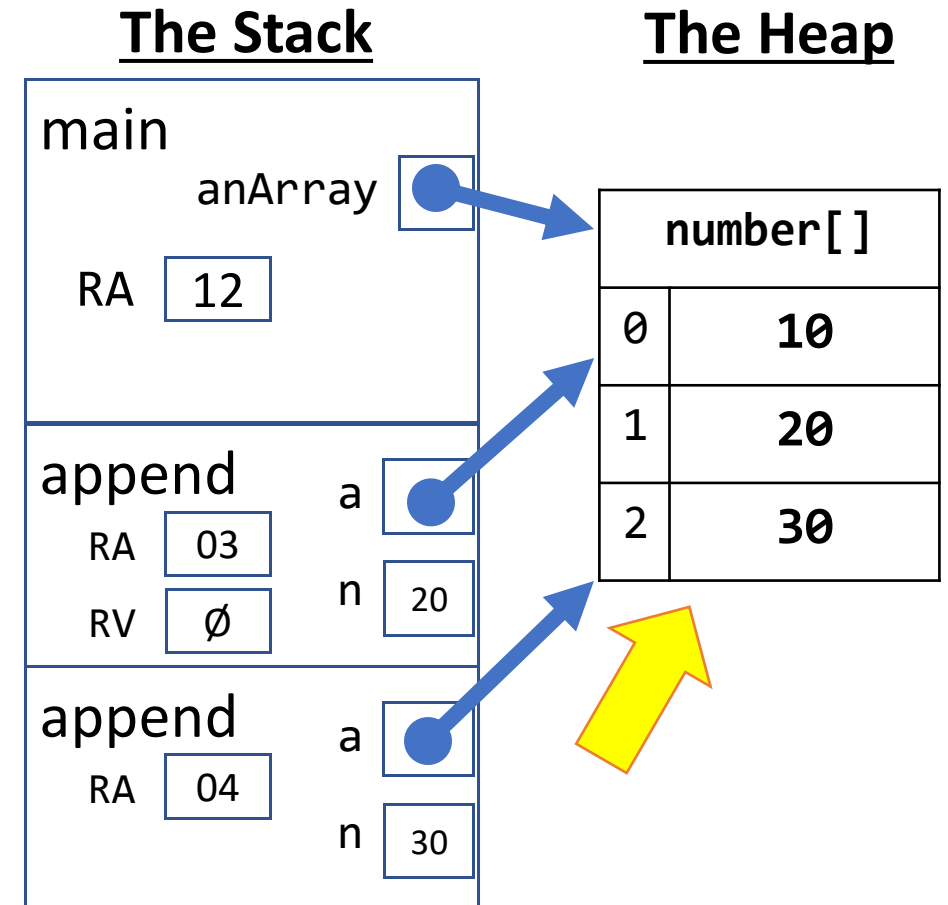 The Stack
The Heap
main
anArray
RA 12
number[]
0 10
1 20
2 30
append
RA 03
RV Ø
a
n 20
append
RA 04
a
n 30